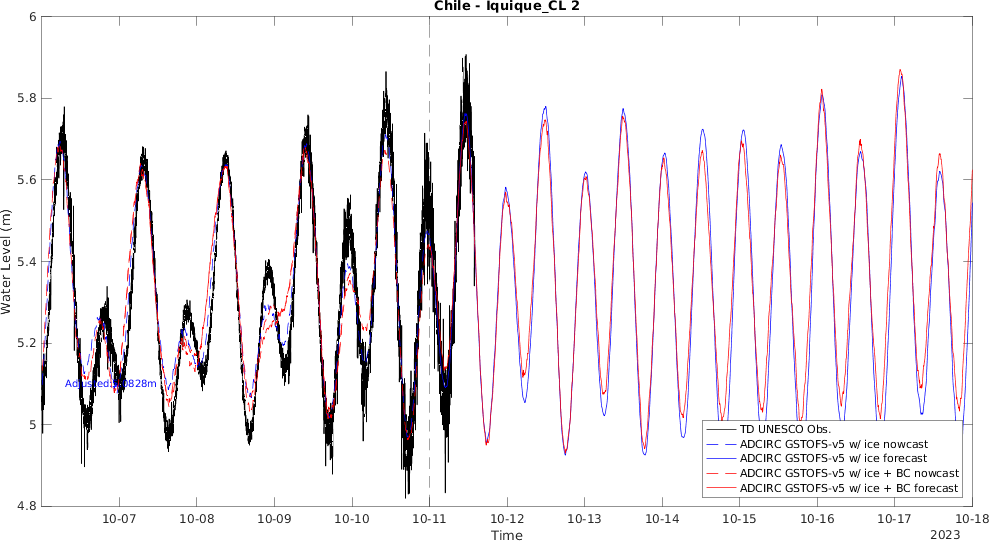 Chile - Iquique_CL 2
6
5.8
5.6
5.4
5.2
5
4.8
Water Level (m)
10-07
10-08
10-09
10-10
10-11
10-12
10-13
10-14
10-15
10-16
10-17
10-18
Time
2023
TD UNESCO Obs.
ADCIRC GSTOFS-v5 w/ ice nowcast
ADCIRC GSTOFS-v5 w/ ice forecast
ADCIRC GSTOFS-v5 w/ ice + BC nowcast
ADCIRC GSTOFS-v5 w/ ice + BC forecast